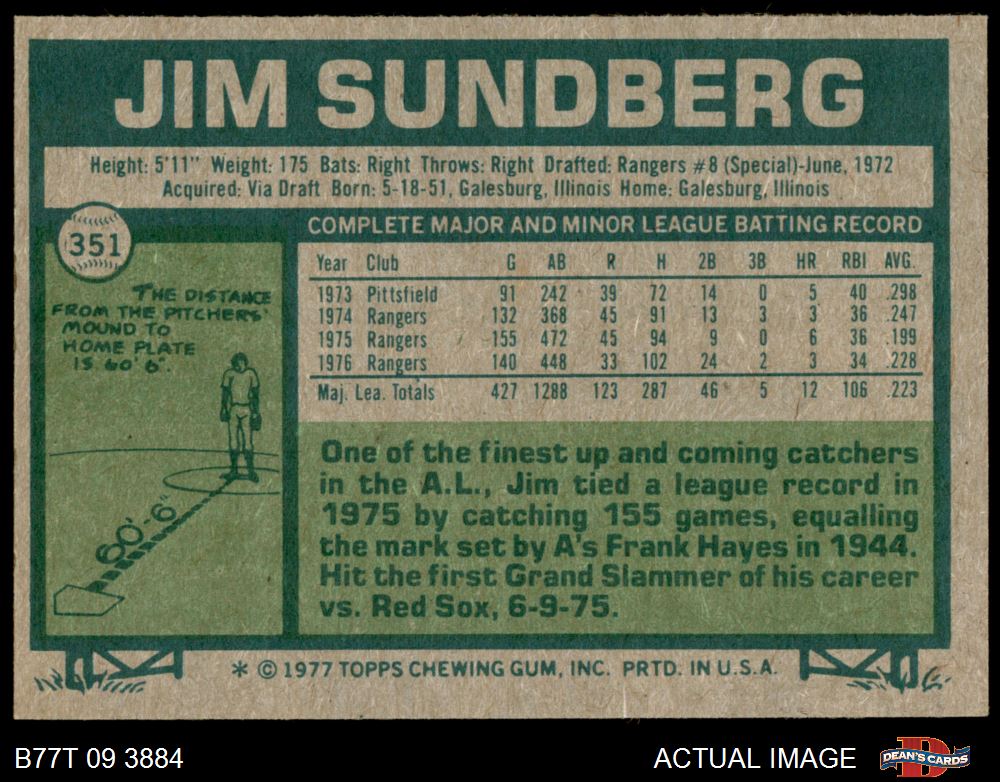 JIM SUNDBERG
Height: 5'11" Weight: 175 Bats: Right Throws: Right Drafted: Rangers #8 (Special)-June, 1972
Acquired: Via Draft Born: 5-18-51, Galesburg, Illinois Home: Galesburg, Illinois
351
THE DISTANCE
FROM THE PITCHERS'
MOUND TO
HOME PLATE
IS 60' 6".
60'-6"
COMPLETE MAJOR AND MINOR LEAGUE BATTING RECORD
Year Club G AB R H 2B 3B HR RBI AVG.
1973 Pittsfield 91 242 39 72 14 0 5 40 .298
1974 Rangers 132 368 45 91 13 3 3 36 .247
1975 Rangers 155 472 45 94 9 0 6 36 .199
1976 Rangers 140 448 33 102 24 2 3 34 .228
Maj. Lea. Totals 427 1288 123 287 46 5 12 106 .223
One of the finest up and coming catchers
in the A.L., Jim tied a league record in
1975 by catching 155 games, equalling
the mark set by A's Frank Hayes in 1944.
Hit the first Grand Slammer of his career
vs. Red Sox, 6-9-75.
* © 1977 TOPPS CHEWING GUM, INC. PRTD. IN U.S.A.
B77T 09 3884
ACTUAL IMAGE
D
DEAN'S CARDS